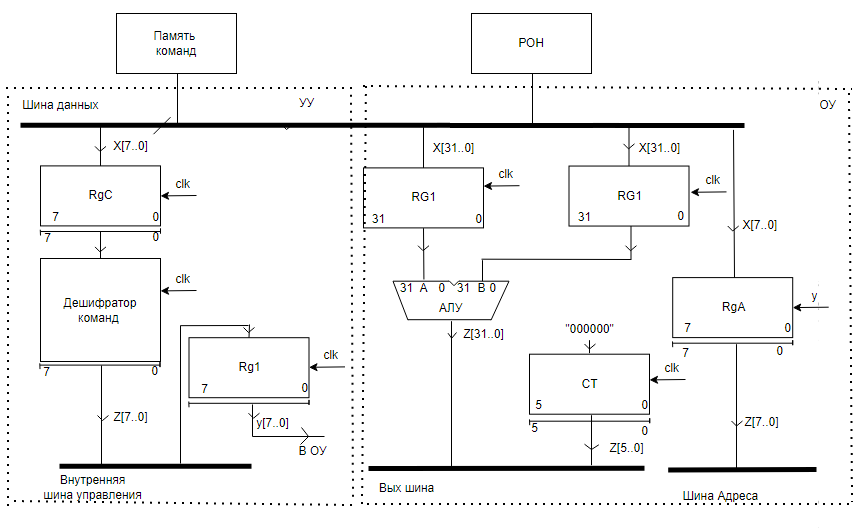 Память
команд
РОН
Шина данных
УУ
ОУ
X[7..0]
X[31..0]
X[31..0]
clk
RgC
7 0
7 0
clk
RG1
31 0
clk
RG1
31 0
X[7..0]
clk
Дешифратор
команд
7 0
31 A 0 31 B 0
АЛУ
Z[31..0]
y
RgA
7 0
7 0
"000000"
clk
Rg1
7 0
clk
CT
5 0
5 0
Z[7..0]
y[7..0]
В ОУ
Z[5..0]
Z[7..0]
Внутренняя
шина управления
Вых шина
Шина Адреса